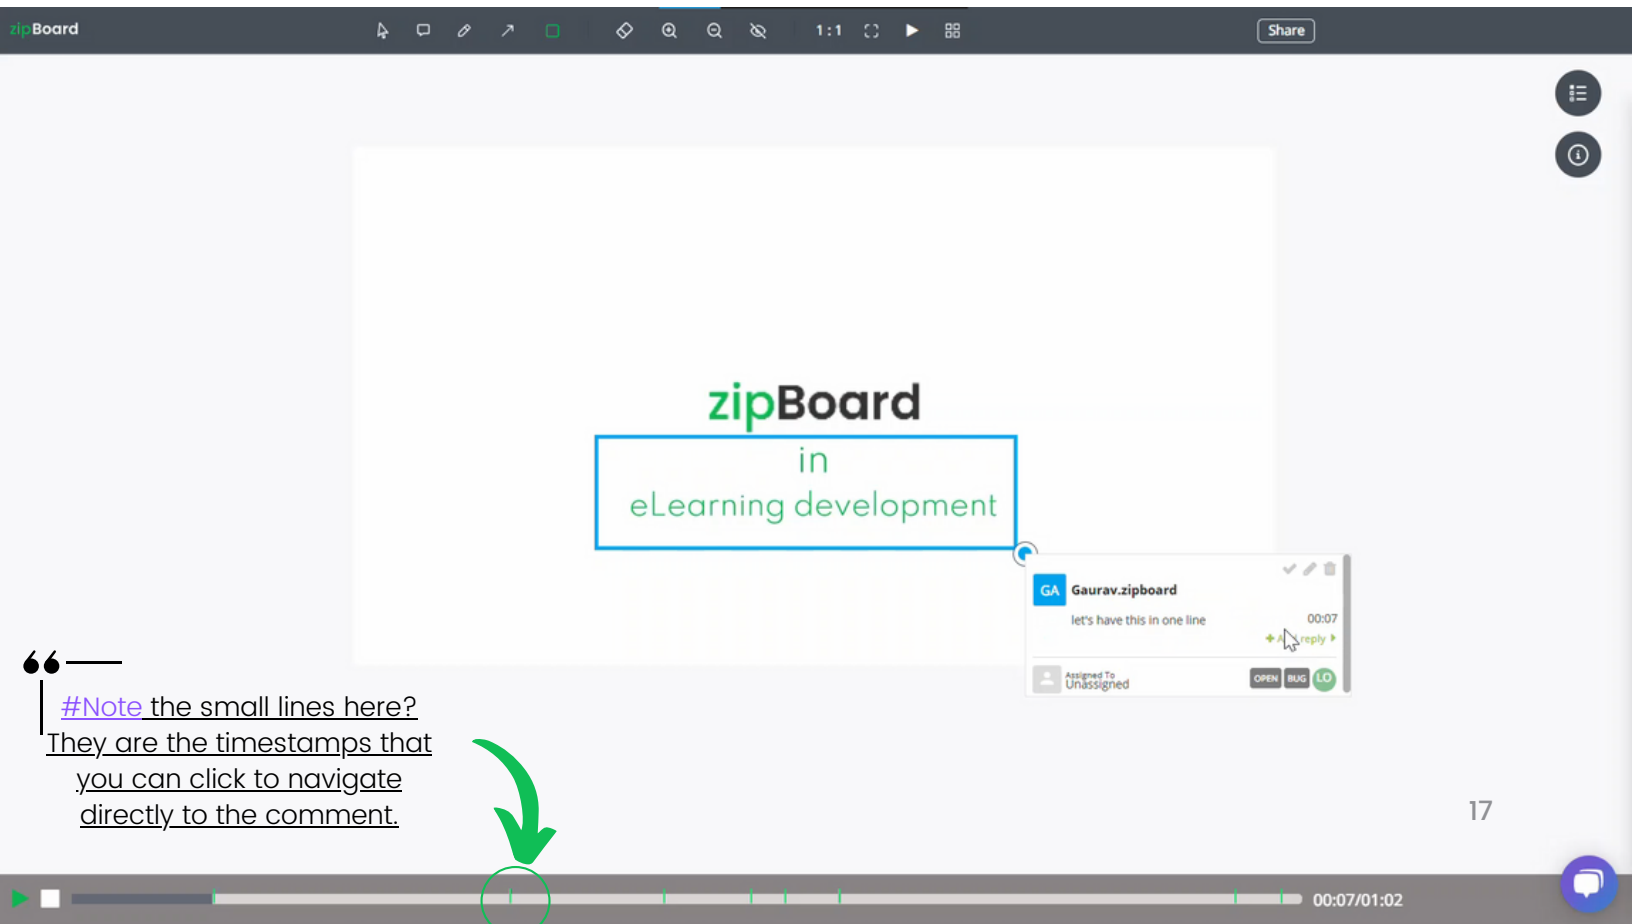 zipBoard
1:1
Share
zipBoard
in
eLearning development
GA Gaurav.zipboard
let's have this in one line
00:07
reply
Assigned To
Unassigned
OPEN BUG LO
#Note the small lines here?
They are the timestamps that
you can click to navigate
directly to the comment.
17
00:07/01:02